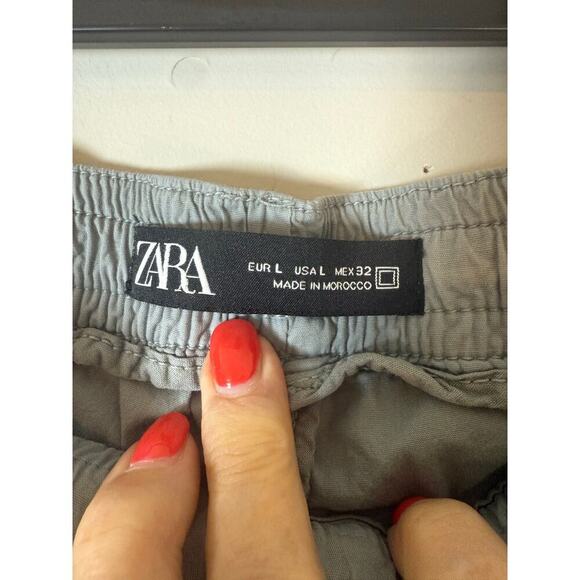 ZARA
EUR L USA L MEX 32
MADE IN MOROCCO